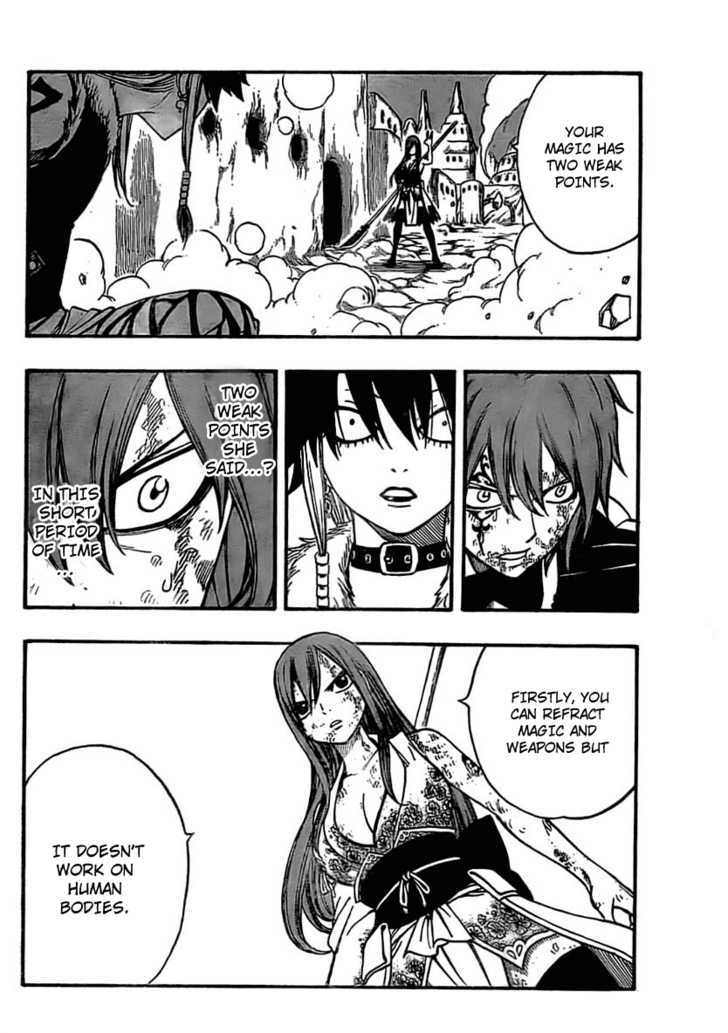 YOUR
MAGIC HAS
TWO WEAK
POINTS.
TWO
WEAK
POINTS
SHE
SAID...?
IN THIS
SHORT
PERIOD
OF TIME
...
FIRSTLY, YOU
CAN REFRACT
MAGIC AND
WEAPONS BUT
IT DOESN'T
WORK ON
HUMAN
BODIES.